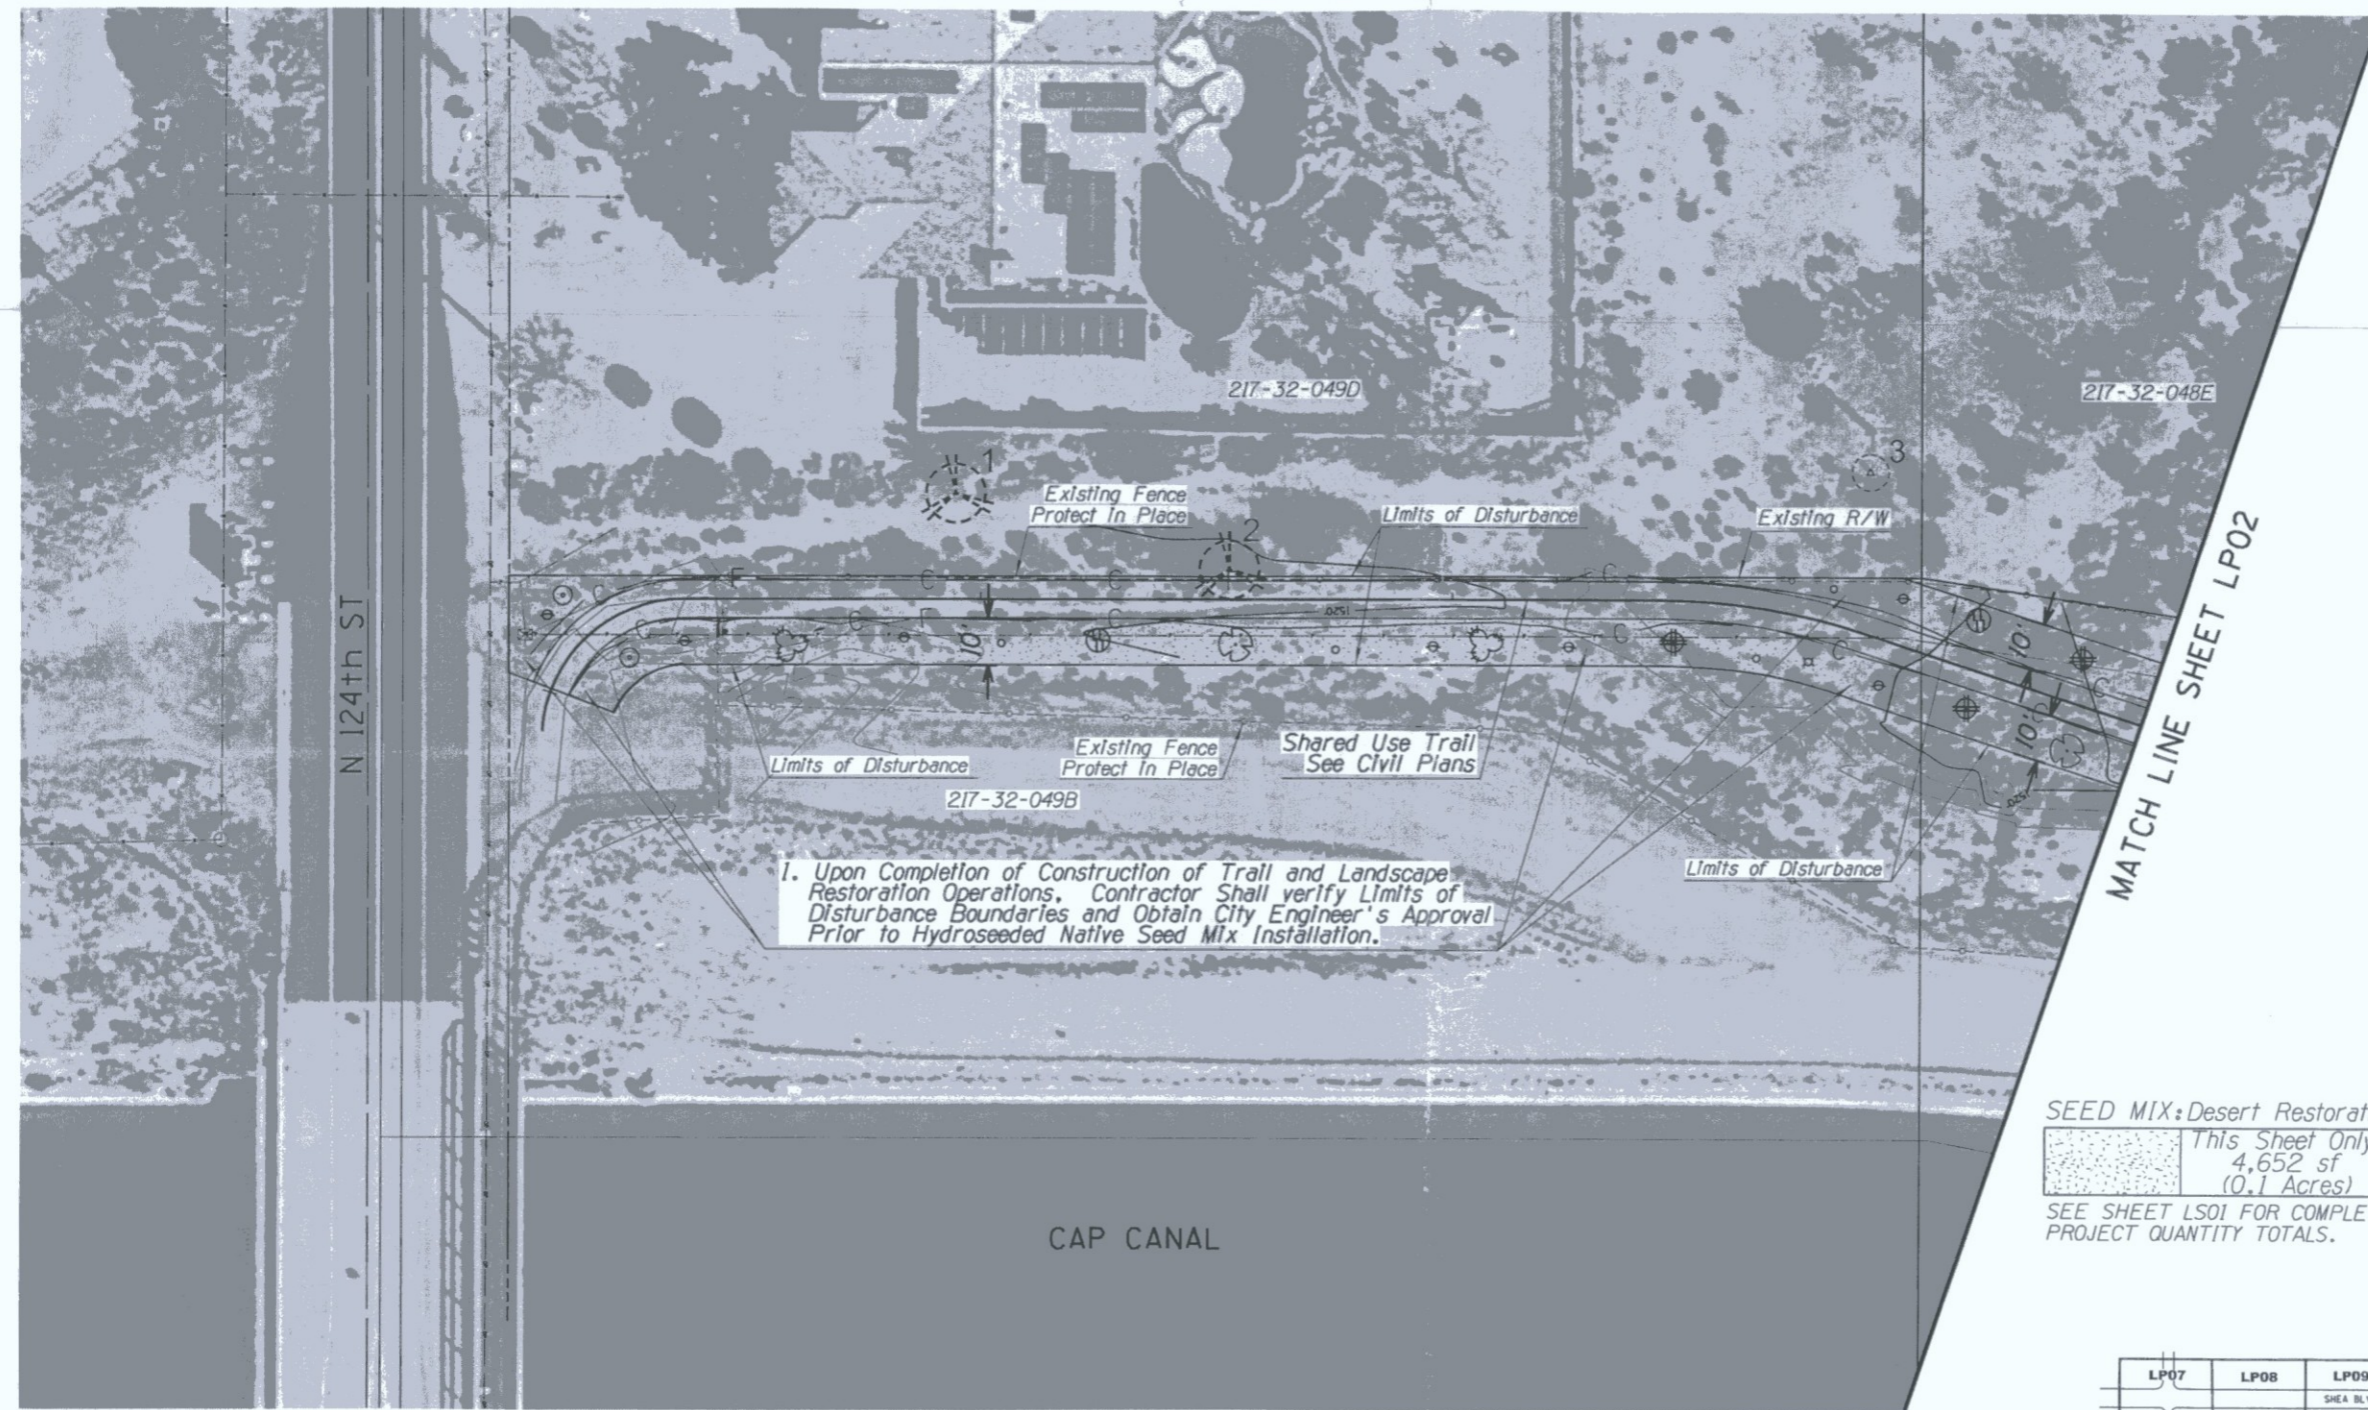 217-32-049D
217-32-048E
1
3
Existing Fence
Protect in Place
Limits of Disturbance
Existing R/W
2
F
C
C
C
C
C
C
F
C
C
C
C
1520
10'
10'
10'
1520
N 124th ST
MATCH LINE SHEET LP02
Limits of Disturbance
Existing Fence
Protect in Place
Shared Use Trail
See Civil Plans
217-32-049B
Limits of Disturbance
1. Upon Completion of Construction of Trail and Landscape
Restoration Operations, Contractor Shall verify Limits of
Disturbance Boundaries and Obtain City Engineer's Approval
Prior to Hydroseeded Native Seed Mix Installation.
CAP CANAL
SEED MIX: Desert Restorat
This Sheet Only
4,652 sf
(0.1 Acres)
SEE SHEET LS01 FOR COMPLE
PROJECT QUANTITY TOTALS.
LP07
LP08
LP09
SHEA BL